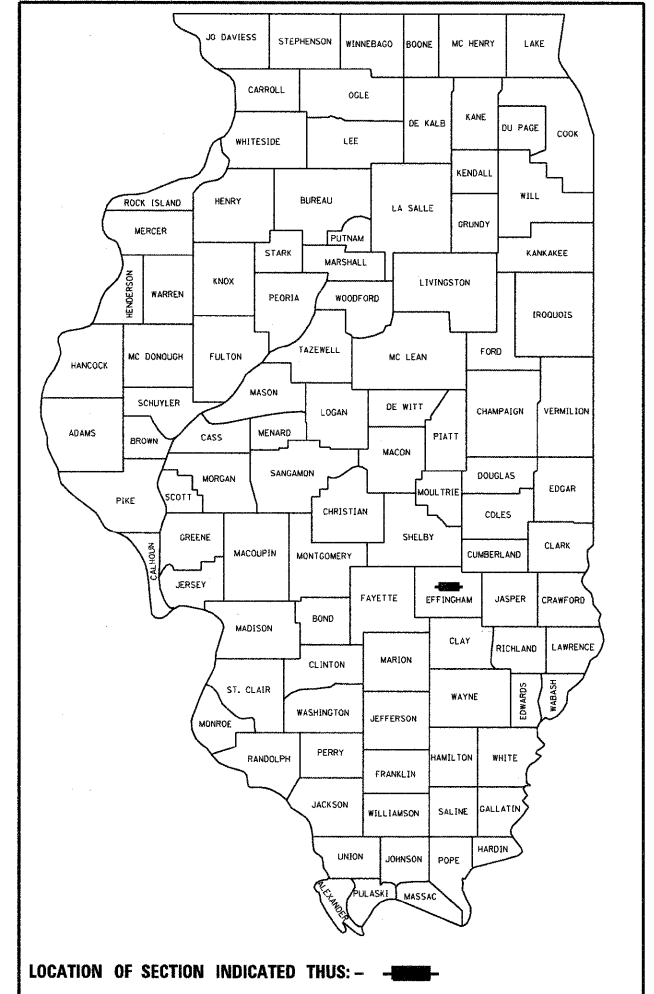 JO DAVIESS STEPHENSON WINNEBAGO BOONE MC HENRY LAKE
CARROLL OGLE DE KALB KANE DU PAGE COOK
WHITESIDE LEE
KENDALL
ROCK ISLAND HENRY BUREAU LA SALLE GRUNDY WILL
MERCER STARK PUTNAM KANKAKEE
MARSHALL
HENDERSON WARREN KNOX PEORIA WOODFORD LIVINGSTON IROQUOIS
HANCOCK MC DONOUGH FULTON TAZEWELL MC LEAN FORD
MASON
SCHUYLER LOGAN DE WITT CHAMPAIGN VERMILION
ADAMS BROWN CASS MENARD MACON PIATT
SANGAMON DOUGLAS
PIKE SCOTT MORGAN CHRISTIAN MOULTRIE EDGAR
COLES
CALHOUN GREENE MACOUPIN MONTGOMERY SHELBY
CUMBERLAND CLARK
JERSEY
FAYETTE EFFINGHAM JASPER CRAWFORD
MADISON BOND
CLAY RICHLAND LAWRENCE
CLINTON MARION
ST. CLAIR WAYNE EDWARDS WABASH
WASHINGTON JEFFERSON
MONROE
RANDOLPH PERRY HAMILTON WHITE
FRANKLIN
JACKSON WILLIAMSON SALINE GALLATIN
UNION JOHNSON POPE HARDIN
ALEXANDER PULASKI MASSAC
LOCATION OF SECTION INDICATED THUS: –